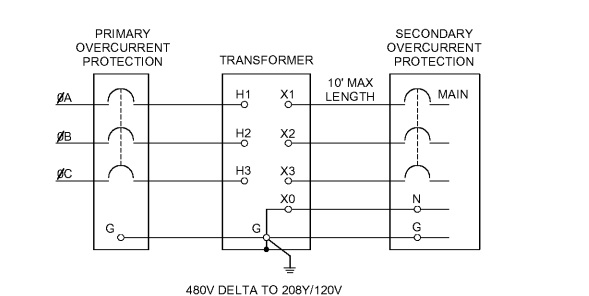 PRIMARY
OVERCURRENT
PROTECTION
TRANSFORMER
SECONDARY
OVERCURRENT
PROTECTION
10' MAX
LENGTH
ØA
H1
X1
MAIN
ØB
H2
X2
ØC
H3
X3
X0
N
G
G
G
480V DELTA TO 208Y/120V